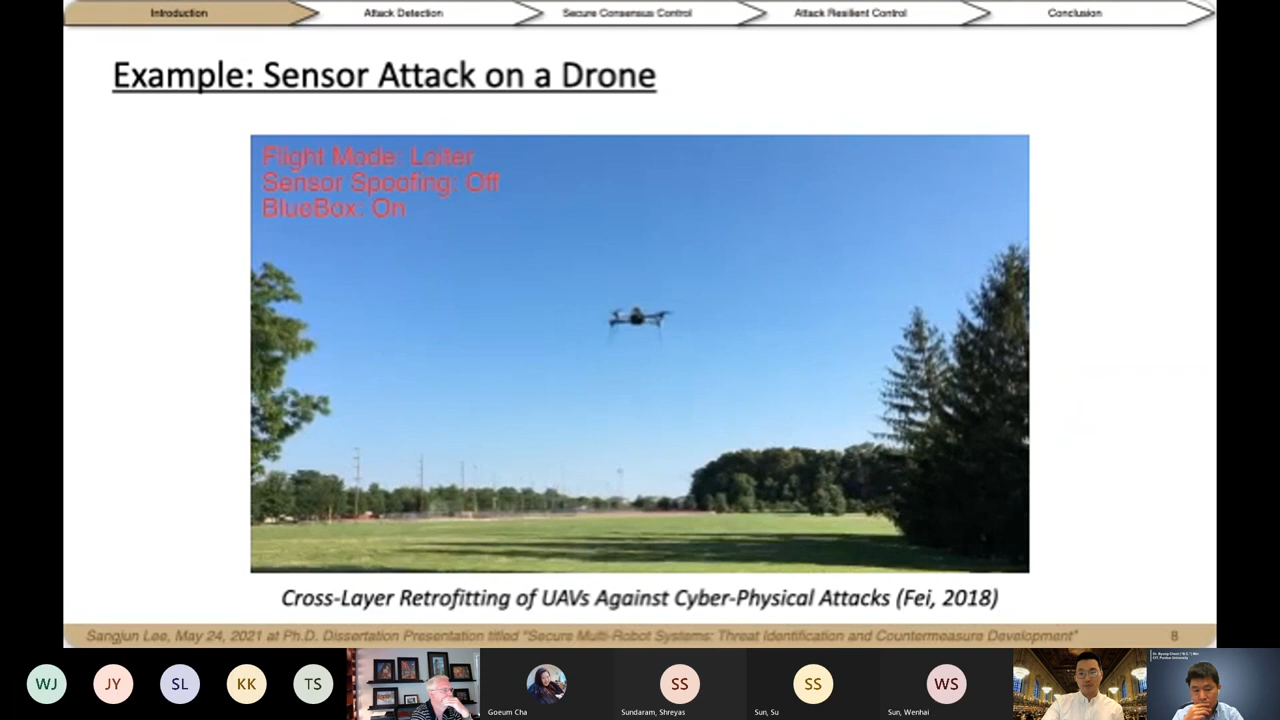 Introduction
Attack Detection
Secure Consensus Control
Attack Resilient Control
Conclusion
Example: Sensor Attack on a Drone
Flight Mode: Loiter
Sensor Spoofing: Off
BlueBox: On
Cross-Layer Retrofitting of UAVs Against Cyber-Physical Attacks (Fei, 2018)
Sangjun Lee, May 24, 2021 at Ph.D. Dissertation Presentation titled "Secure Multi-Robot Systems: Threat Identification and Countermeasure Development"
8
WJ
JY
SL
KK
TS
Goeum Cha
SS
Sundaram, Shreyas
SS
Sun, Su
WS
Sun, Wenhai